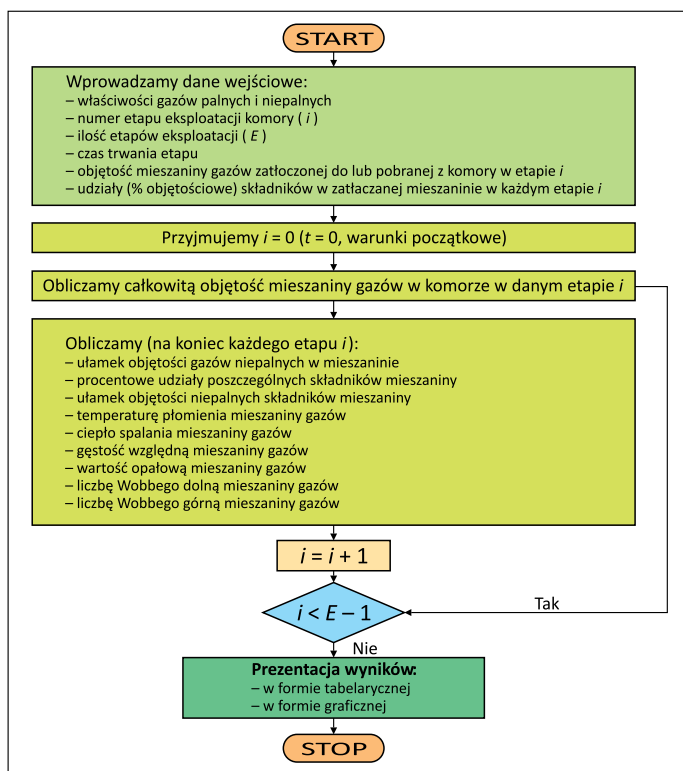 START
Wprowadzamy dane wejściowe:
– właściwości gazów palnych i niepalnych
– numer etapu eksploatacji komory ( i )
– ilość etapów eksploatacji ( E )
– czas trwania etapu
– objętość mieszaniny gazów zatłoczonej do lub pobranej z komory w etapie i
– udziały (% objętościowe) składników w zatłaczanej mieszaninie w każdym etapie i
Przyjmujemy i = 0 (t = 0, warunki początkowe)
Obliczamy całkowitą objętość mieszaniny gazów w komorze w danym etapie i
Obliczamy (na koniec każdego etapu i):
– ułamek objętości gazów niepalnych w mieszaninie
– procentowe udziały poszczególnych składników mieszaniny
– ułamek objętości niepalnych składników mieszaniny
– temperaturę płomienia mieszaniny gazów
– ciepło spalania mieszaniny gazów
– gęstość względną mieszaniny gazów
– wartość opałową mieszaniny gazów
– liczbę Wobbego dolną mieszaniny gazów
– liczbę Wobbego górną mieszaniny gazów
i = i + 1
i < E – 1
Tak
Nie
Prezentacja wyników:
– w formie tabelarycznej
– w formie graficznej
STOP